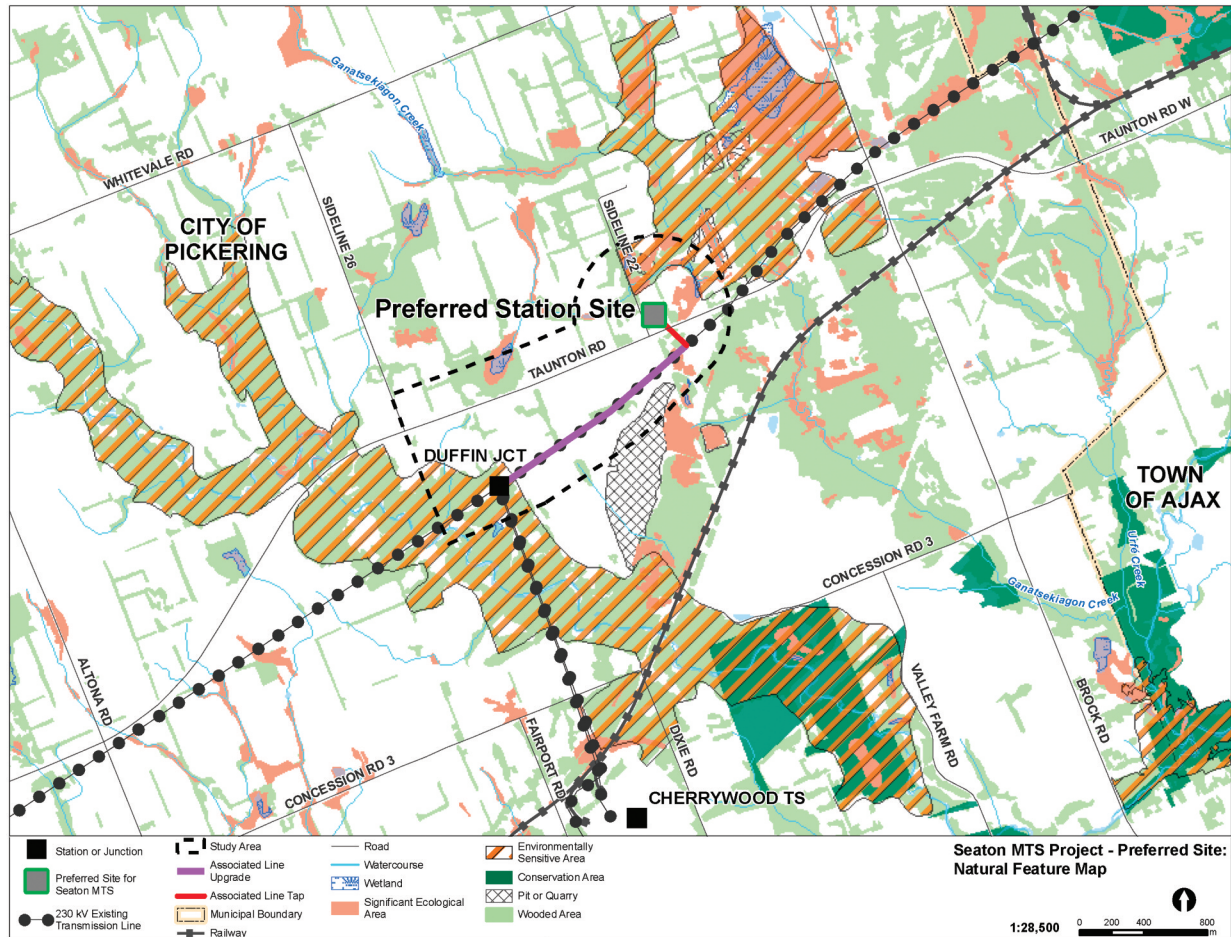 Ganatsekiagon Creek
TAUNTON RD W
WHITEVALE RD
SIDELINE 26
SIDELINE 22
CITY OF
PICKERING
Preferred Station Site
TAUNTON RD
DUFFIN JCT
TOWN
OF AJAX
CONCESSION RD 3
Urfé Creek
Ganatsekiagon Creek
ALTONA RD
VALLEY FARM RD
BROCK RD
FAIRPORT RD
DIXIE RD
CONCESSION RD 3
CHERRYWOOD TS
Station or Junction
Preferred Site for
Seaton MTS
230 kV Existing
Transmission Line
Study Area
Associated Line
Upgrade
Associated Line Tap
Municipal Boundary
Railway
Road
Watercourse
Wetland
Significant Ecological
Area
Environmentally
Sensitive Area
Conservation Area
Pit or Quarry
Wooded Area
Seaton MTS Project - Preferred Site:
Natural Feature Map
1:28,500
0 200 400 800
m